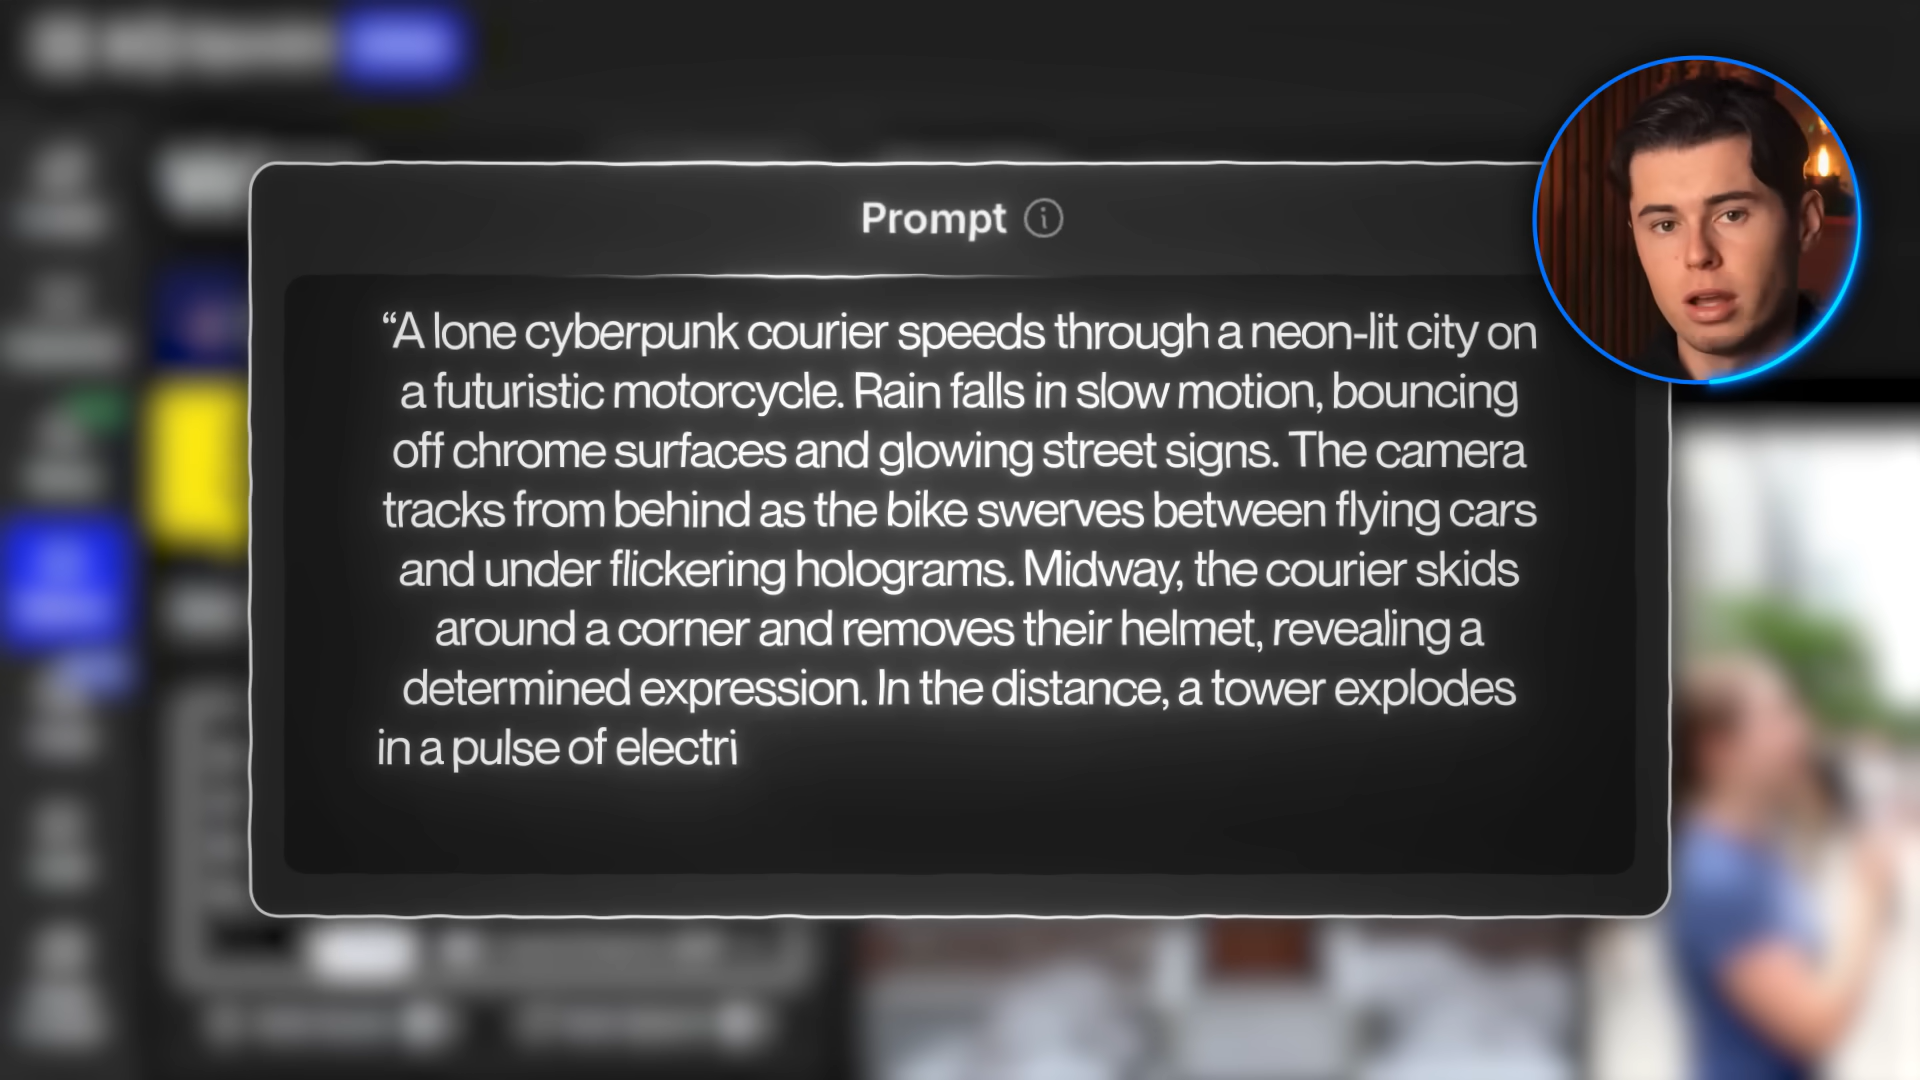 Prompt
“A lone cyberpunk courier speeds through a neon-lit city on
a futuristic motorcycle. Rain falls in slow motion, bouncing
off chrome surfaces and glowing street signs. The camera
tracks from behind as the bike swerves between flying cars
and under flickering holograms. Midway, the courier skids
around a corner and removes their helmet, revealing a
determined expression. In the distance, a tower explodes
in a pulse of electri